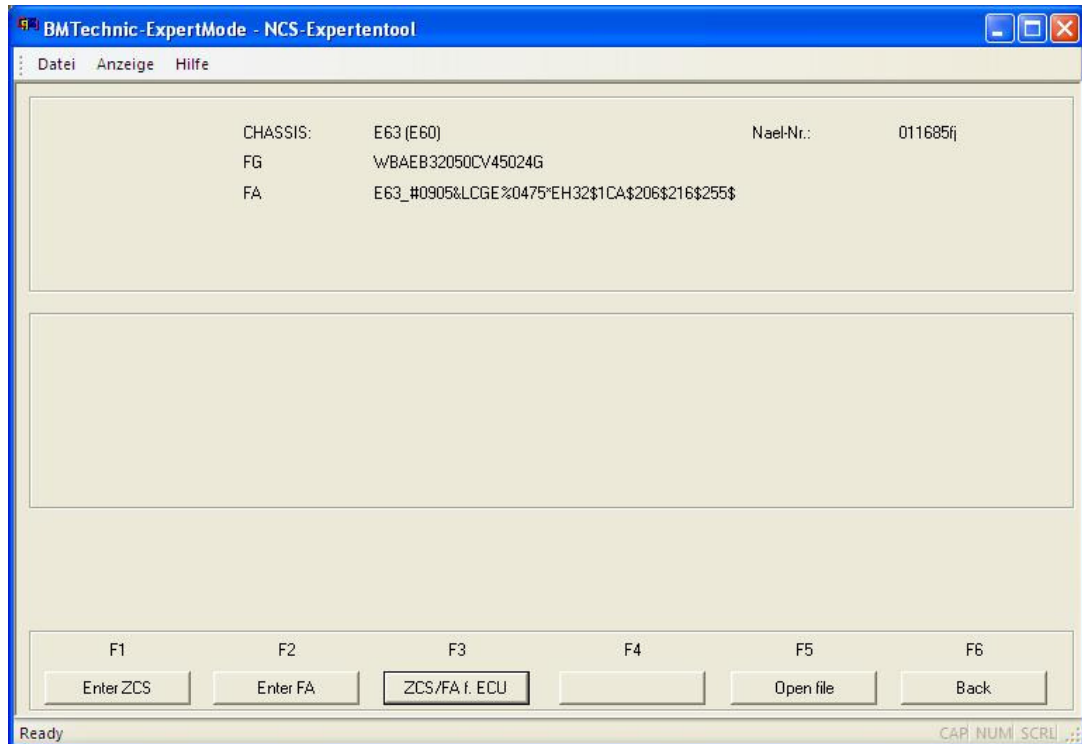 BMTechnic-ExpertMode - NCS-Expertentool
Datei Anzeige Hilfe
CHASSIS: E63 (E60) Nael-Nr.: 011685fj
FG WBAEB32050CV45024G
FA E63_#0905&LCGE%0475*EH32$1CA$206$216$255$
F1 F2 F3 F4 F5 F6
Enter ZCS Enter FA ZCS/FA f. ECU Open file Back
Ready CAP NUM SCRL